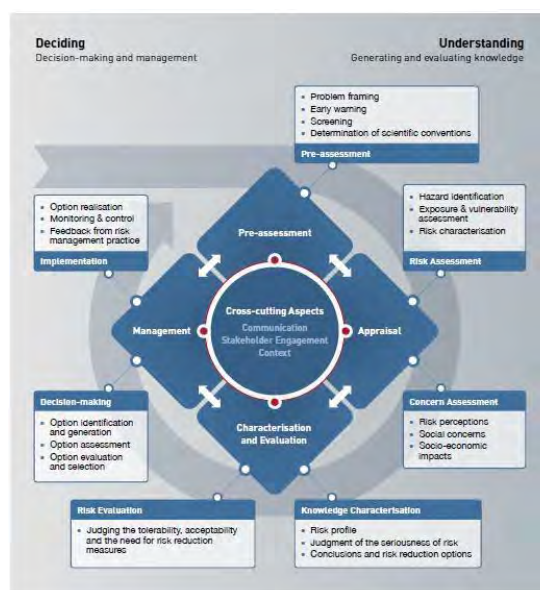 Deciding
Decision-making and management
Understanding
Generating and evaluating knowledge
• Problem framing
• Early warning
• Screening
• Determination of scientific conventions
Pre-assessment
• Option realisation
• Monitoring & control
• Feedback from risk
management practice
Implementation
• Hazard identification
• Exposure & vulnerability
assessment
• Risk characterisation
Risk Assessment
Pre-assessment
Management
Cross-cutting Aspects
Communication
Stakeholder Engagement
Context
Appraisal
Characterisation
and Evaluation
Decision-making
• Option identification
and generation
• Option assessment
• Option evaluation
and selection
Concern Assessment
• Risk perceptions
• Social concerns
• Socio-economic
impacts
Risk Evaluation
• Judging the tolerability, acceptability
and the need for risk reduction
measures
Knowledge Characterisation
• Risk profile
• Judgment of the seriousness of risk
• Conclusions and risk reduction options